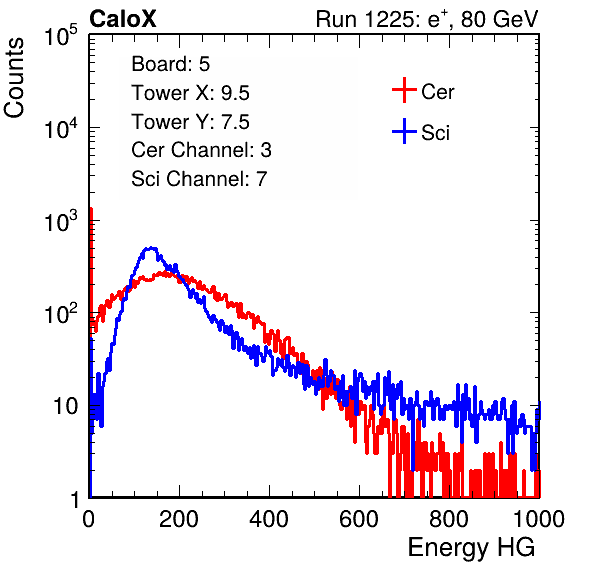 CaloX
Run 1225: e⁺, 80 GeV
Counts
Board: 5
Tower X: 9.5
Tower Y: 7.5
Cer Channel: 3
Sci Channel: 7
Cer
Sci
10⁵
10⁴
10³
10²
10
1
0 200 400 600 800 1000
Energy HG